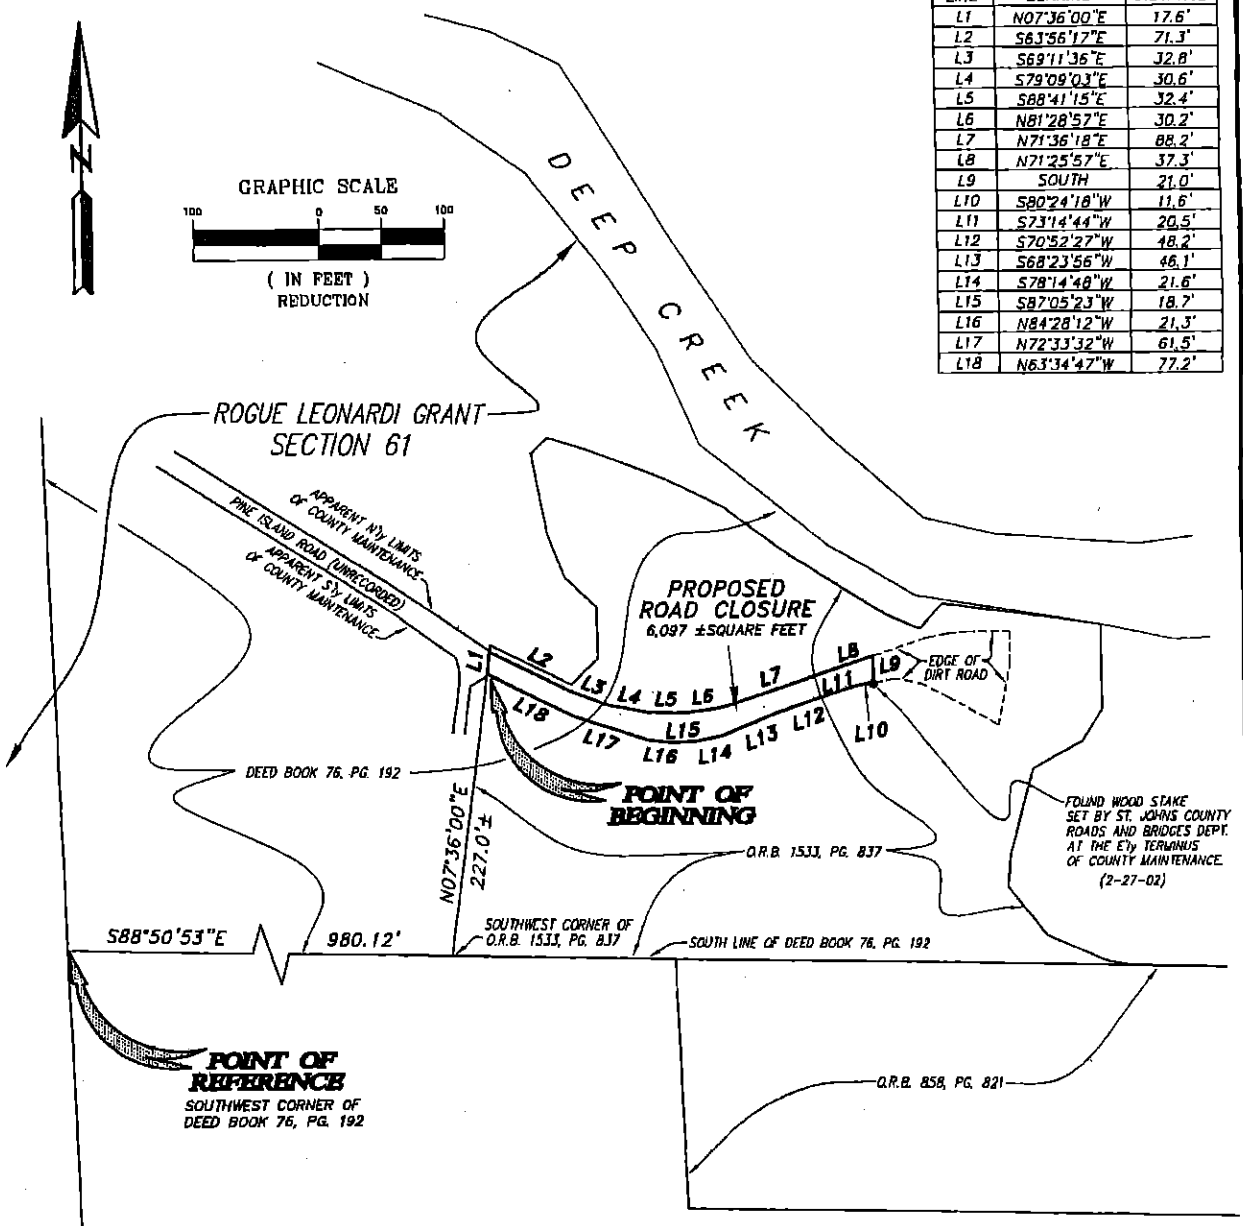 L1 N07°36'00"E 17.6'
L2 S63°56'17"E 71.3'
L3 S69°11'36"E 32.8'
L4 S79°09'03"E 30.6'
L5 S88°41'15"E 32.4'
L6 N81°28'57"E 30.2'
L7 N71°36'18"E 88.2'
L8 N71°25'57"E 37.3'
L9 SOUTH 21.0'
L10 S80°24'18"W 11.6'
L11 S73°14'44"W 20.5'
L12 S70°52'27"W 48.2'
L13 S68°23'56"W 46.1'
L14 S78°14'48"W 21.6'
L15 S87°05'23"W 18.7'
L16 N84°28'12"W 21.3'
L17 N72°33'32"W 61.5'
L18 N63°34'47"W 77.2'
N
GRAPHIC SCALE
100 0 50 100
( IN FEET )
REDUCTION
DEEP CREEK
ROGUE LEONARDI GRANT
SECTION 61
APPARENT N'ly LIMITS
OF COUNTY MAINTENANCE
PINE ISLAND ROAD (UNRECORDED)
APPARENT S'ly LIMITS
OF COUNTY MAINTENANCE
PROPOSED
ROAD CLOSURE
6,097 ±SQUARE FEET
L1
L2
L3
L4
L5
L6
L7
L8
L9
EDGE OF
DIRT ROAD
L18
L17
L16
L15
L14
L13
L12
L11
L10
DEED BOOK 76, PG. 192
POINT OF
BEGINNING
N07°36'00"E
227.0'±
O.R.B. 1533, PG. 837
FOUND WOOD STAKE
SET BY ST. JOHNS COUNTY
ROADS AND BRIDGES DEPT.
AT THE E'ly TERMINUS
OF COUNTY MAINTENANCE.
(2-27-02)
S88°50'53"E 980.12'
SOUTHWEST CORNER OF
O.R.B. 1533, PG. 837
SOUTH LINE OF DEED BOOK 76, PG. 192
POINT OF
REFERENCE
SOUTHWEST CORNER OF
DEED BOOK 76, PG. 192
O.R.B. 858, PG. 821